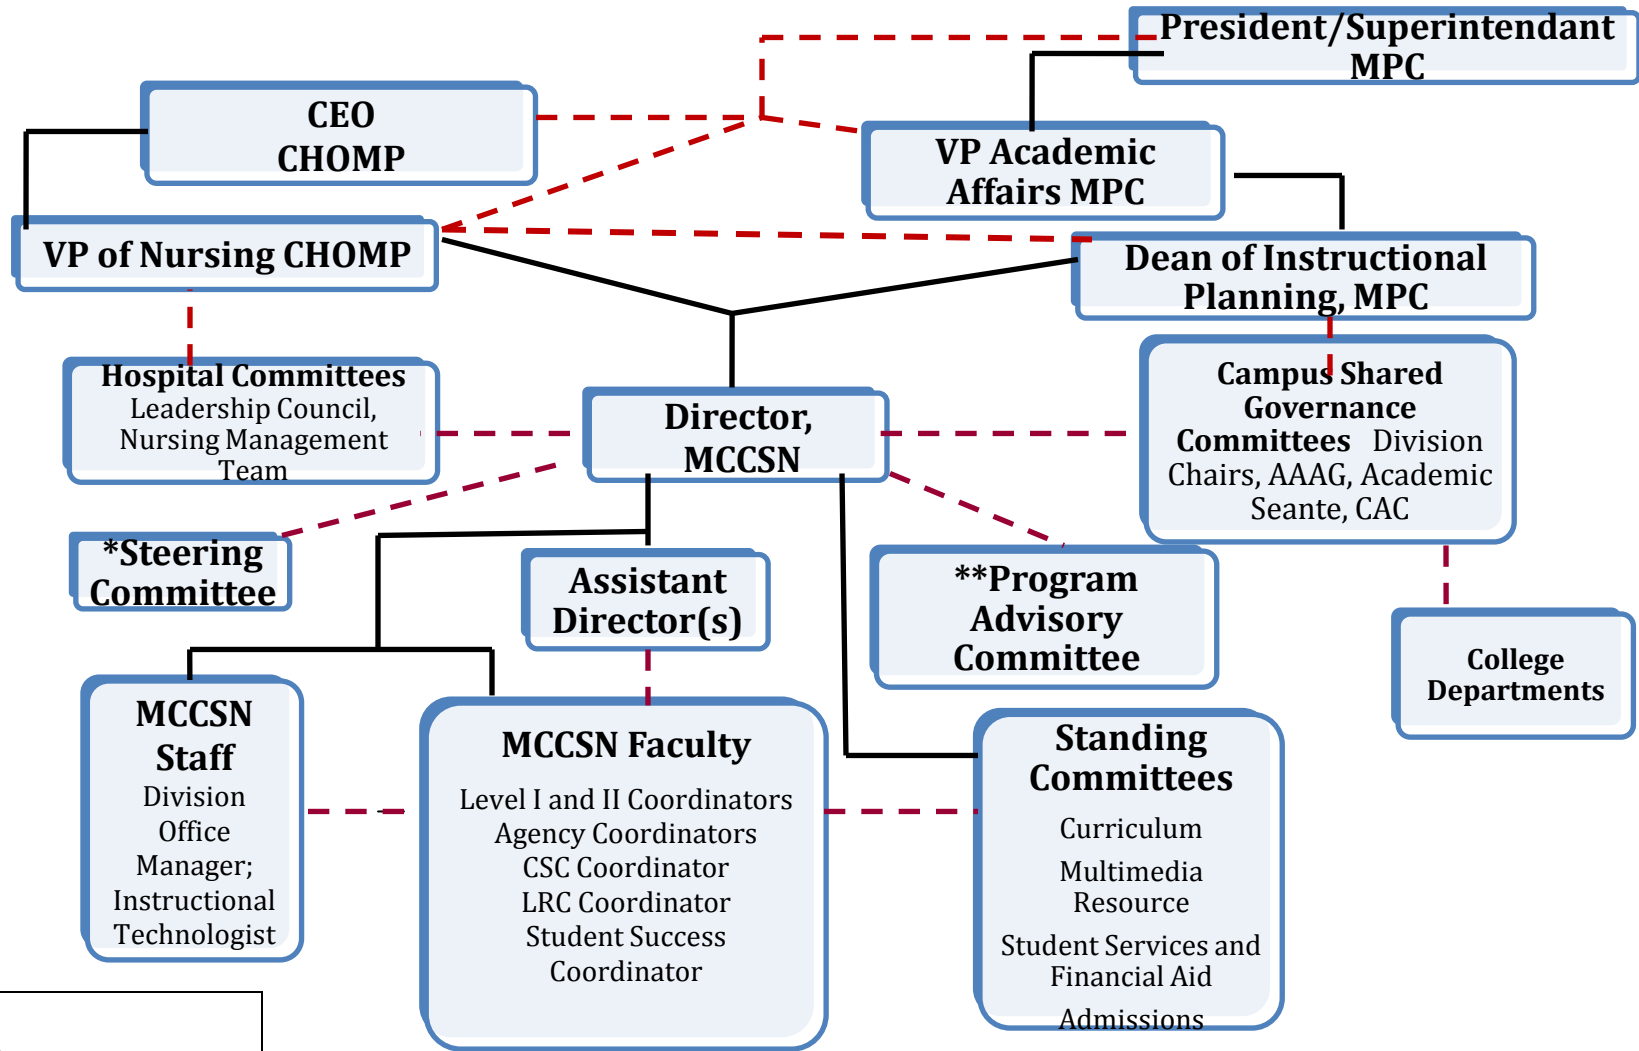 President/Superintendant
MPC
CEO
CHOMP
VP Academic
Affairs MPC
VP of Nursing CHOMP
Dean of Instructional
Planning, MPC
Hospital Committees
Leadership Council,
Nursing Management
Team
Director,
MCCSN
Campus Shared
Governance
Committees Division
Chairs, AAAG, Academic
Seante, CAC
*Steering
Committee
Assistant
Director(s)
**Program
Advisory
Committee
College
Departments
MCCSN
Staff
Division
Office
Manager;
Instructional
Technologist
MCCSN Faculty
Level I and II Coordinators
Agency Coordinators
CSC Coordinator
LRC Coordinator
Student Success
Coordinator
Standing
Committees
Curriculum
Multimedia
Resource
Student Services and
Financial Aid
Admissions